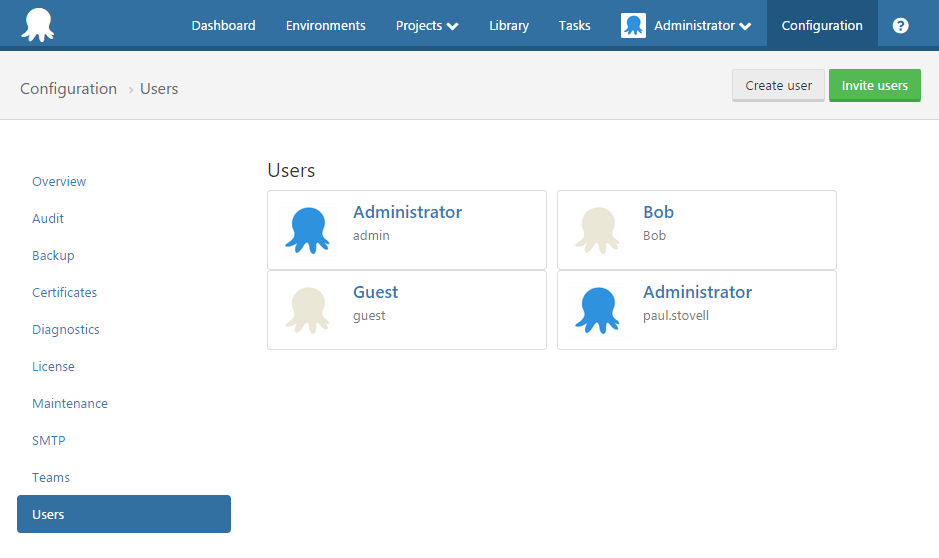 Dashboard Environments Projects Library Tasks Administrator Configuration ?
Configuration › Users Create user Invite users
Overview
Audit
Backup
Certificates
Diagnostics
License
Maintenance
SMTP
Teams
Users
Users
Administrator
admin
Bob
Bob
Guest
guest
Administrator
paul.stovell